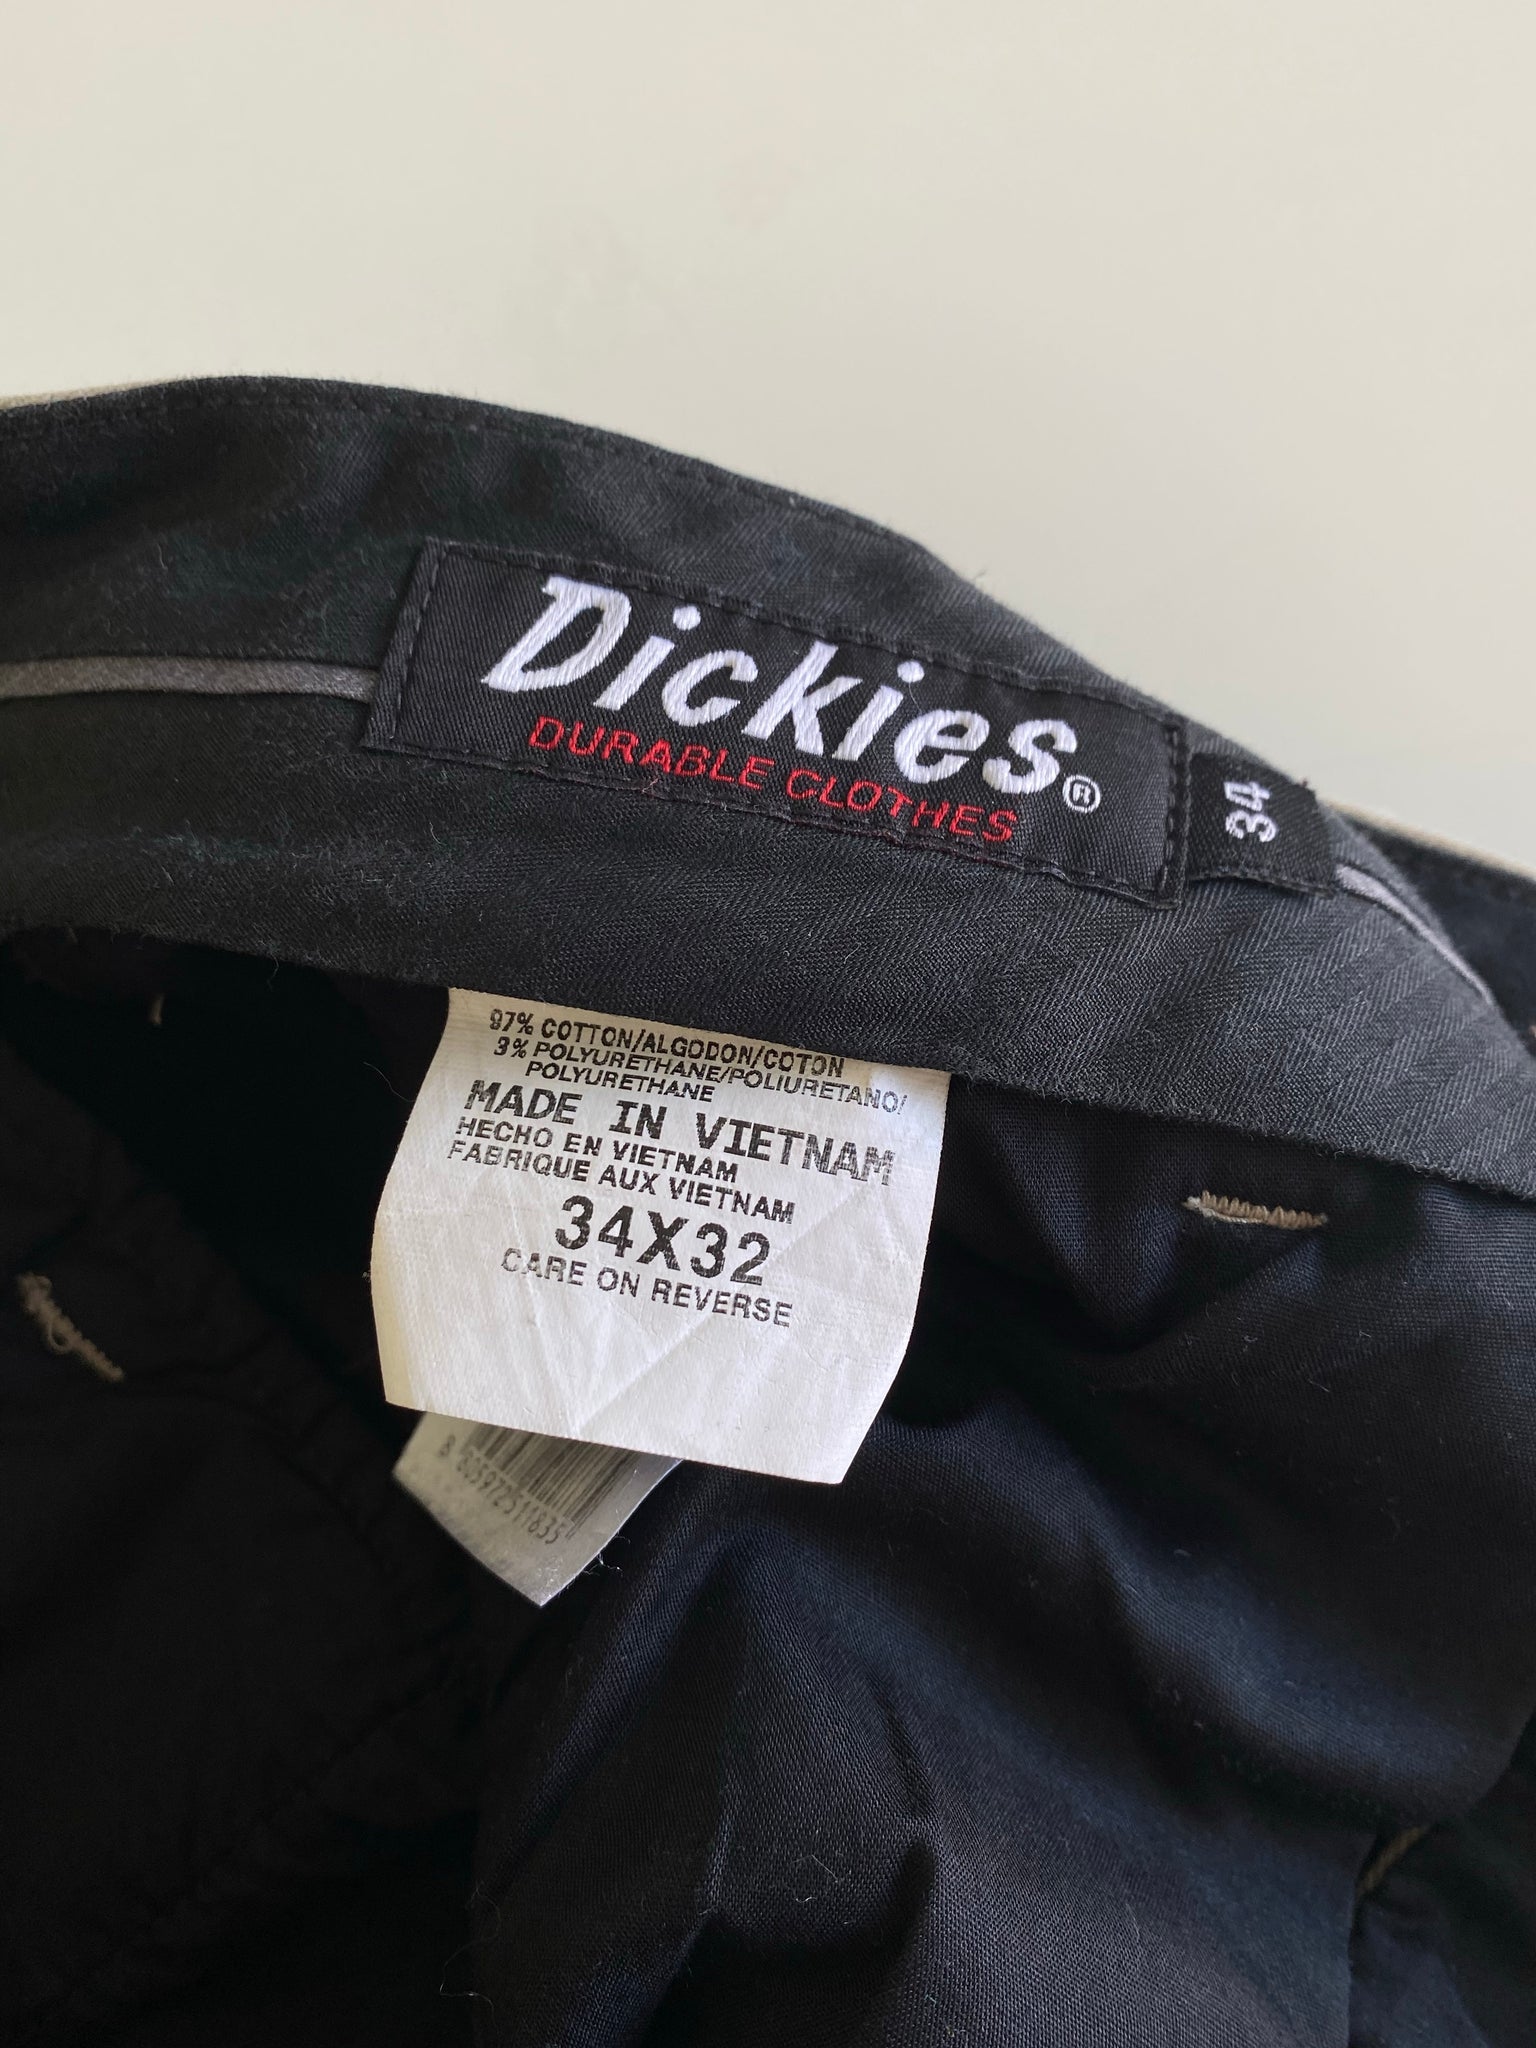 Dickies®
DURABLE CLOTHES
34
97% COTTON/ALGODON/COTON
3% POLYURETHANE/POLIURETANO/
POLYURETHANE
MADE IN VIETNAM
HECHO EN VIETNAM
FABRIQUE AUX VIETNAM
34X32
CARE ON REVERSE